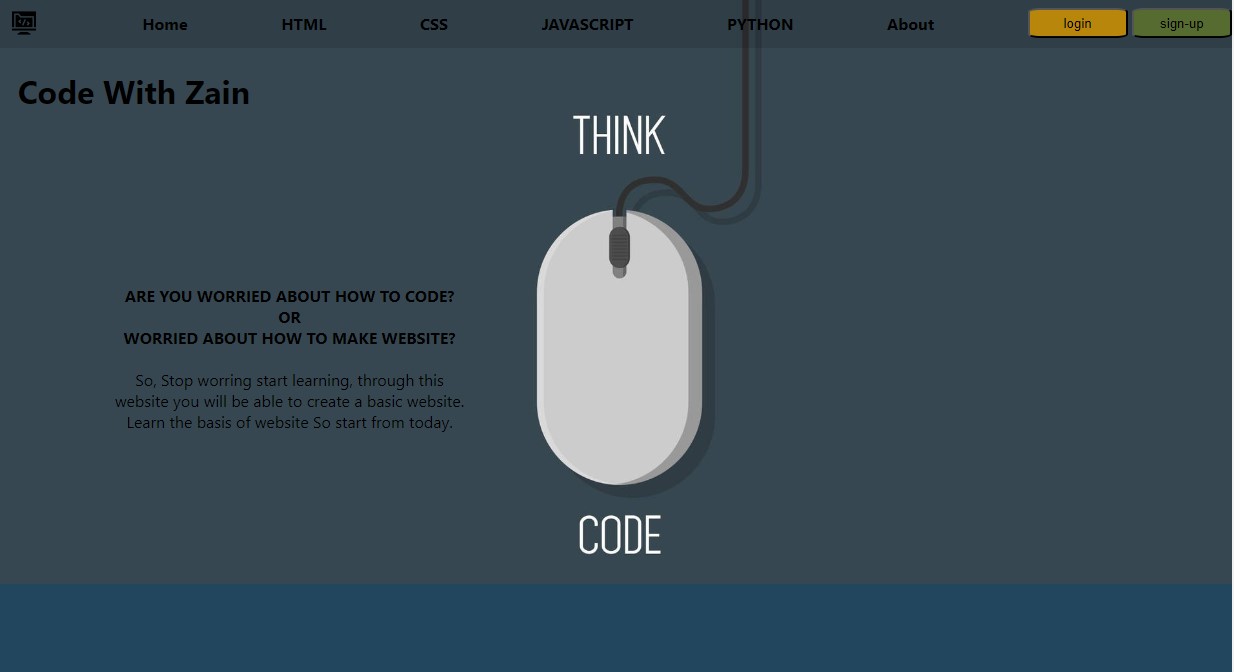 Home HTML CSS JAVASCRIPT PYTHON About login sign-up
Code With Zain
THINK
ARE YOU WORRIED ABOUT HOW TO CODE?
OR
WORRIED ABOUT HOW TO MAKE WEBSITE?
So, Stop worring start learning, through this
website you will be able to create a basic website.
Learn the basis of website So start from today.
CODE